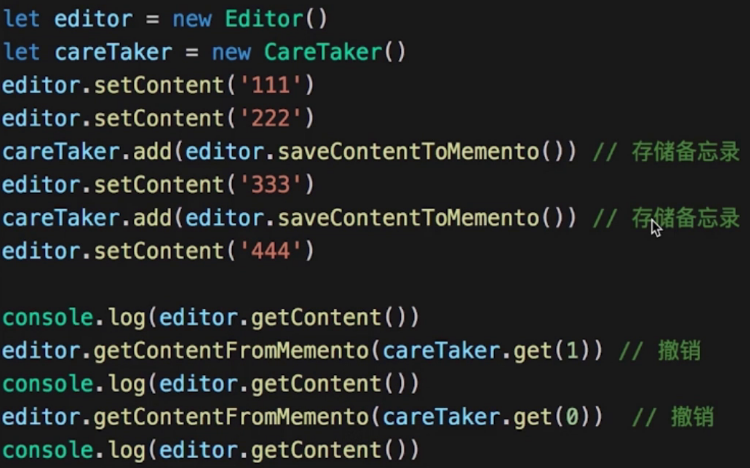 let editor = new Editor()
let careTaker = new CareTaker()
editor.setContent('111')
editor.setContent('222')
careTaker.add(editor.saveContentToMemento()) // 存储备忘录
editor.setContent('333')
careTaker.add(editor.saveContentToMemento()) // 存储备忘录
editor.setContent('444')
console.log(editor.getContent())
editor.getContentFromMemento(careTaker.get(1)) // 撤销
console.log(editor.getContent())
editor.getContentFromMemento(careTaker.get(0))  // 撤销
console.log(editor.getContent())